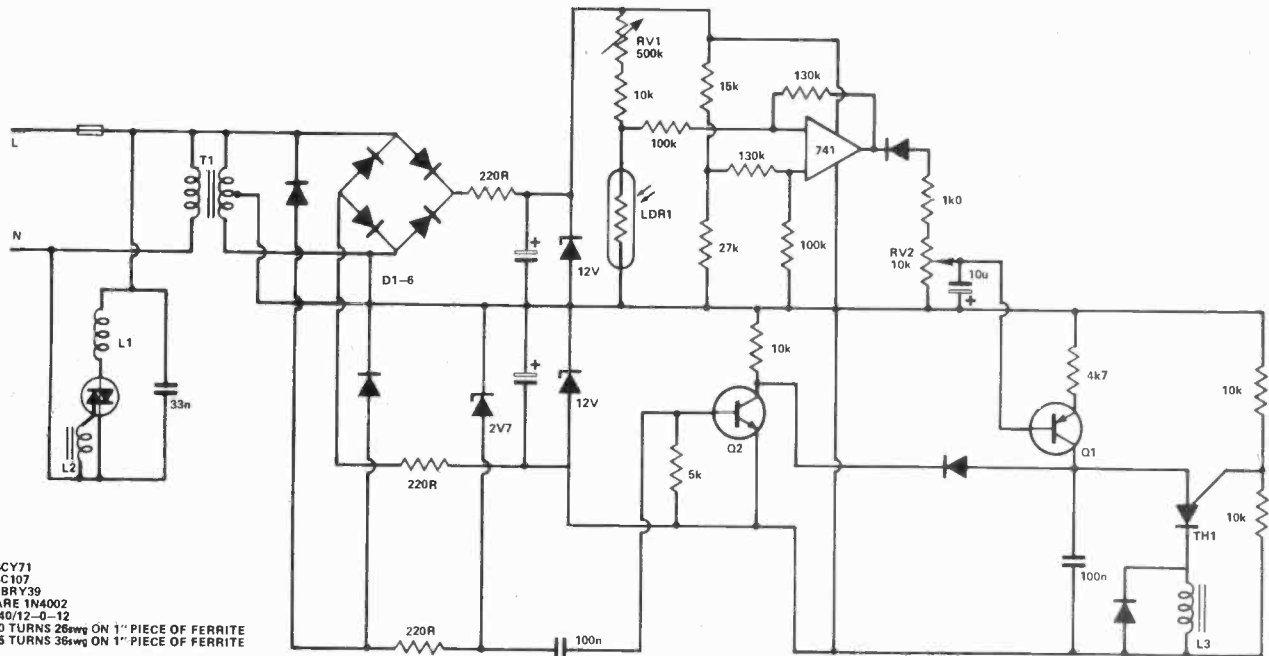 RV1
500k
15k
130k
10k
L
T1
100k
741
220R
130k
1k0
LDR1
N
RV2
10k
27k
100k
12V
10u
D1–6
L1
10k
4k7
33n
12V
10k
2V7
L2
Q2
Q1
220R
5k
10k
TH1
CY71
C107
BRY39
100n
ARE 1N4002
40/12–0–12
0 TURNS 26swg ON 1" PIECE OF FERRITE
220R
100n
5 TURNS 36swg ON 1" PIECE OF FERRITE
L3